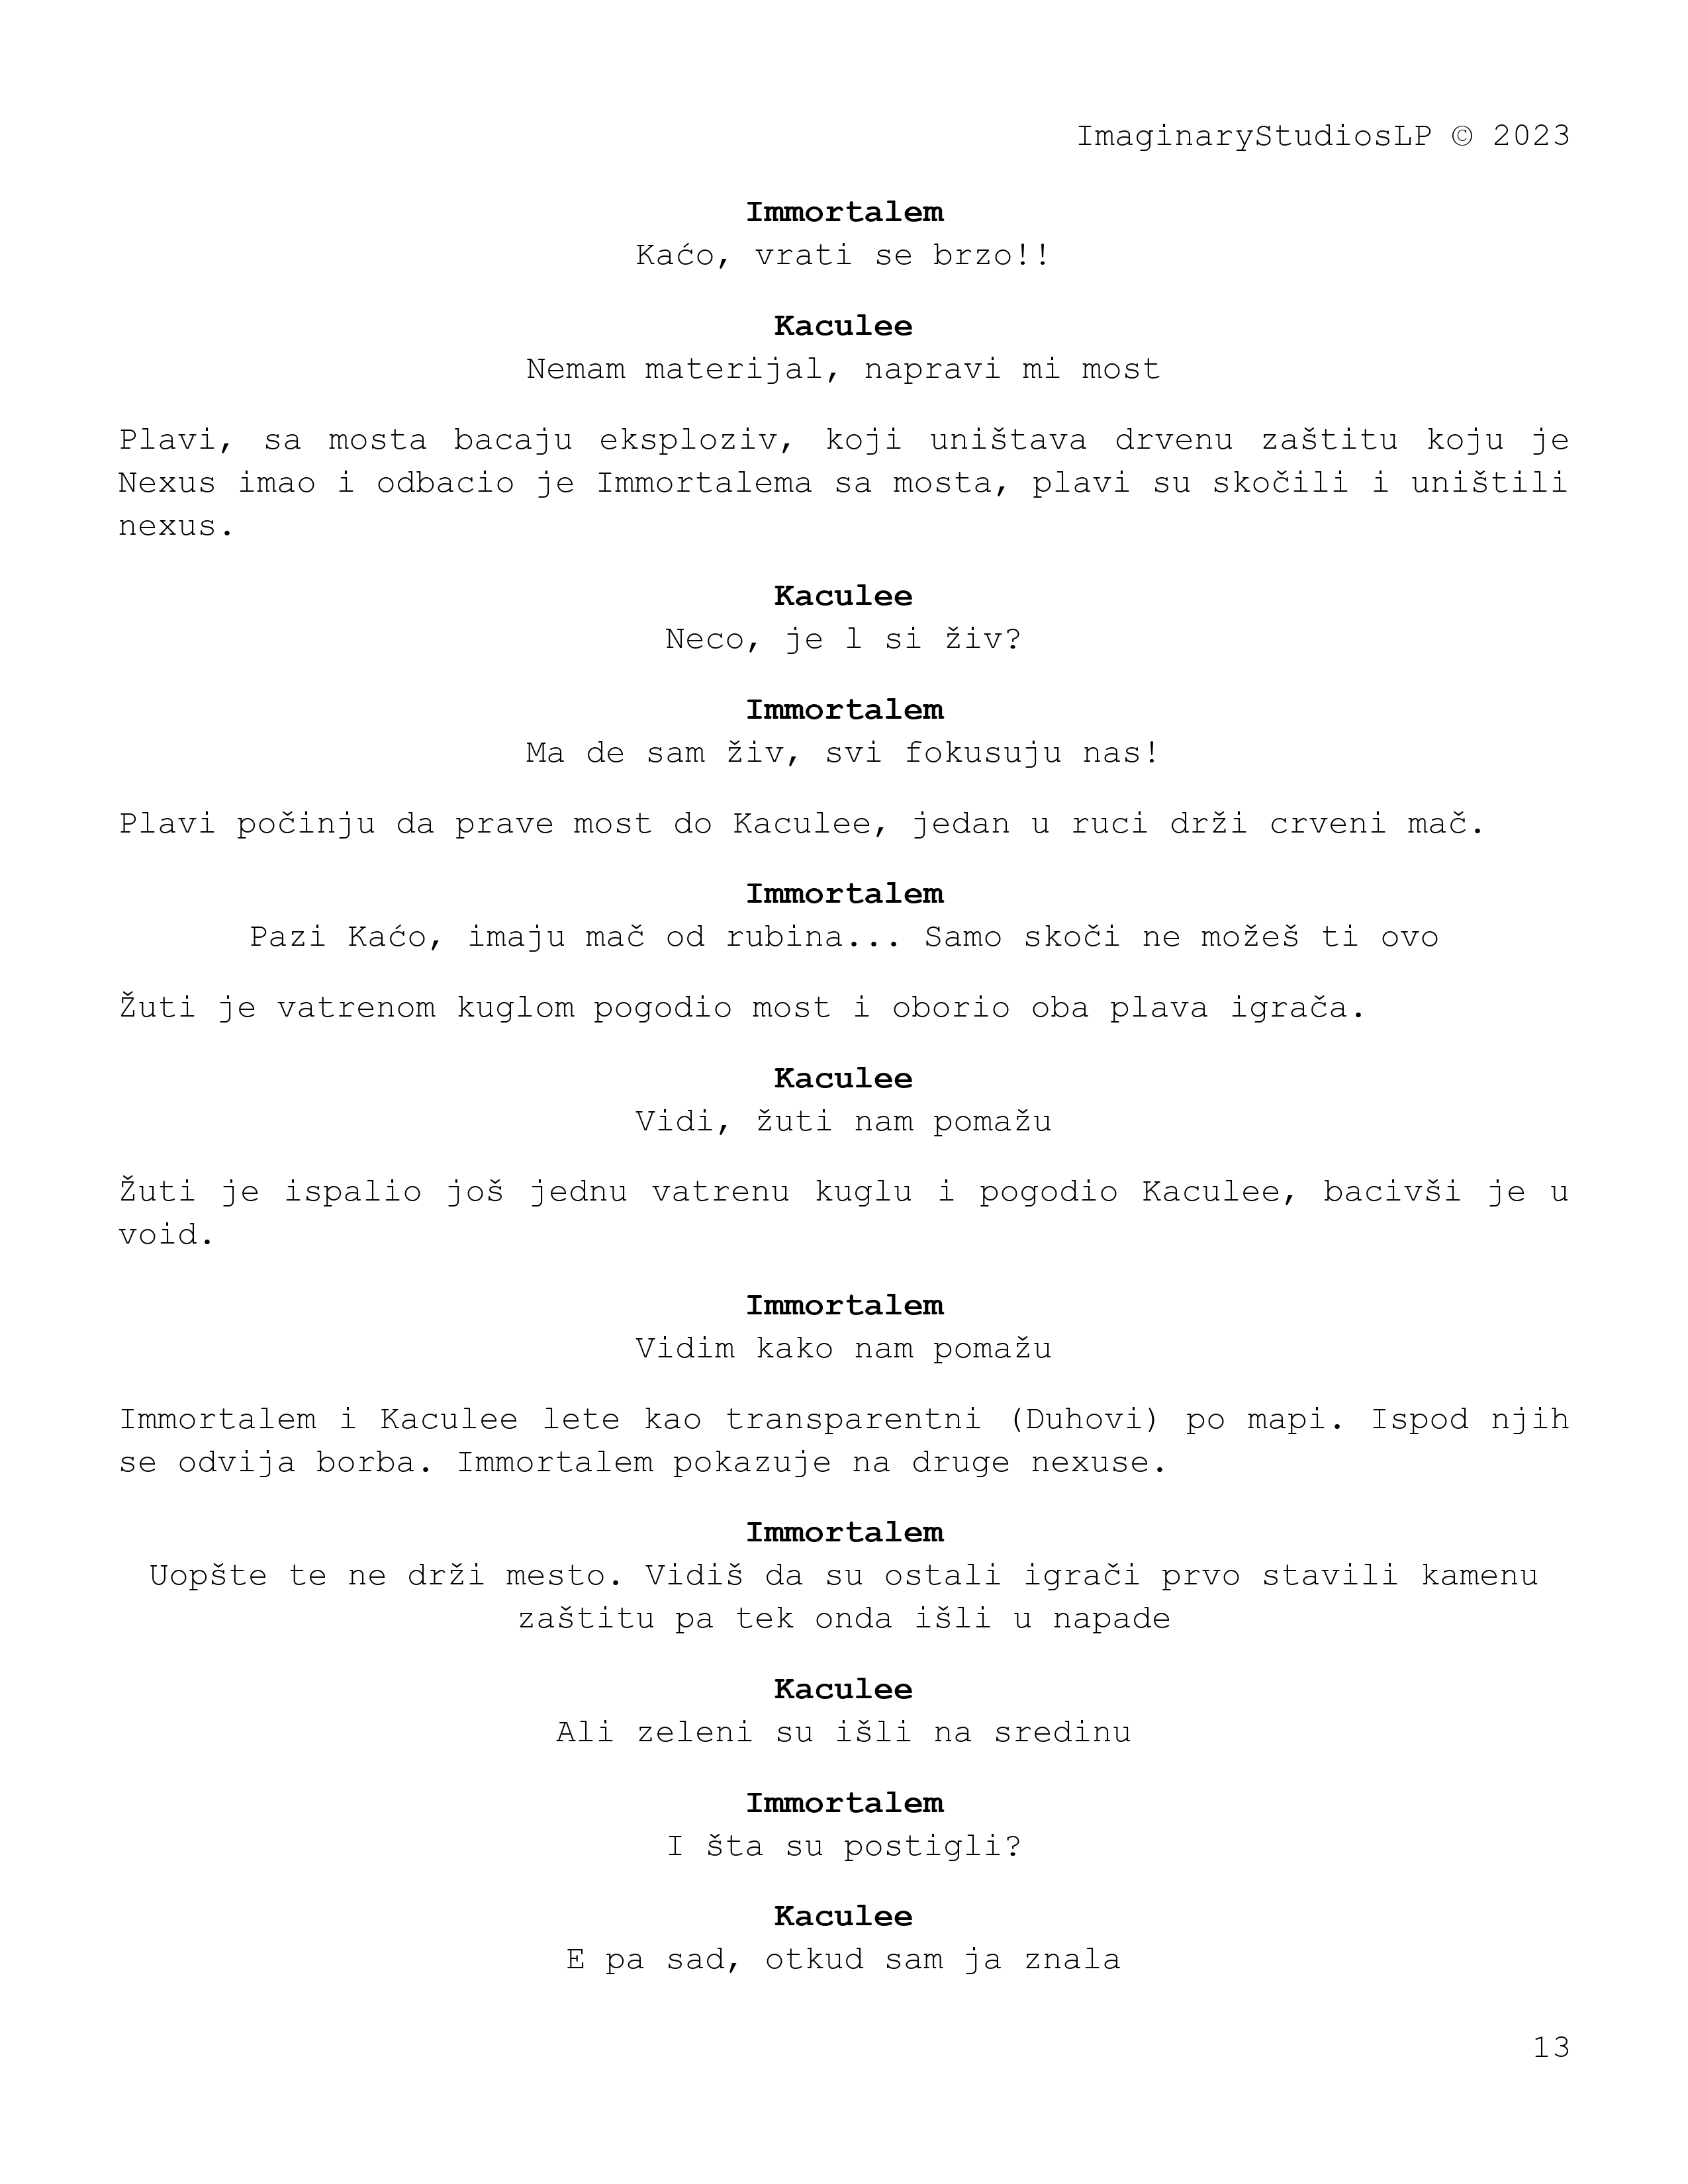 ImaginaryStudiosLP © 2023
Immortalem
Kaćo, vrati se brzo!!
Kaculee
Nemam materijal, napravi mi most
Plavi, sa mosta bacaju eksploziv, koji uništava drvenu zaštitu koju je
Nexus imao i odbacio je Immortalema sa mosta, plavi su skočili i uništili
nexus.
Kaculee
Neco, je l si živ?
Immortalem
Ma de sam živ, svi fokusuju nas!
Plavi počinju da prave most do Kaculee, jedan u ruci drži crveni mač.
Immortalem
Pazi Kaćo, imaju mač od rubina... Samo skoči ne možeš ti ovo
Žuti je vatrenom kuglom pogodio most i oborio oba plava igrača.
Kaculee
Vidi, žuti nam pomažu
Žuti je ispalio još jednu vatrenu kuglu i pogodio Kaculee, bacivši je u
void.
Immortalem
Vidim kako nam pomažu
Immortalem i Kaculee lete kao transparentni (Duhovi) po mapi. Ispod njih
se odvija borba. Immortalem pokazuje na druge nexuse.
Immortalem
Uopšte te ne drži mesto. Vidiš da su ostali igrači prvo stavili kamenu
zaštitu pa tek onda išli u napade
Kaculee
Ali zeleni su išli na sredinu
Immortalem
I šta su postigli?
Kaculee
E pa sad, otkud sam ja znala
13